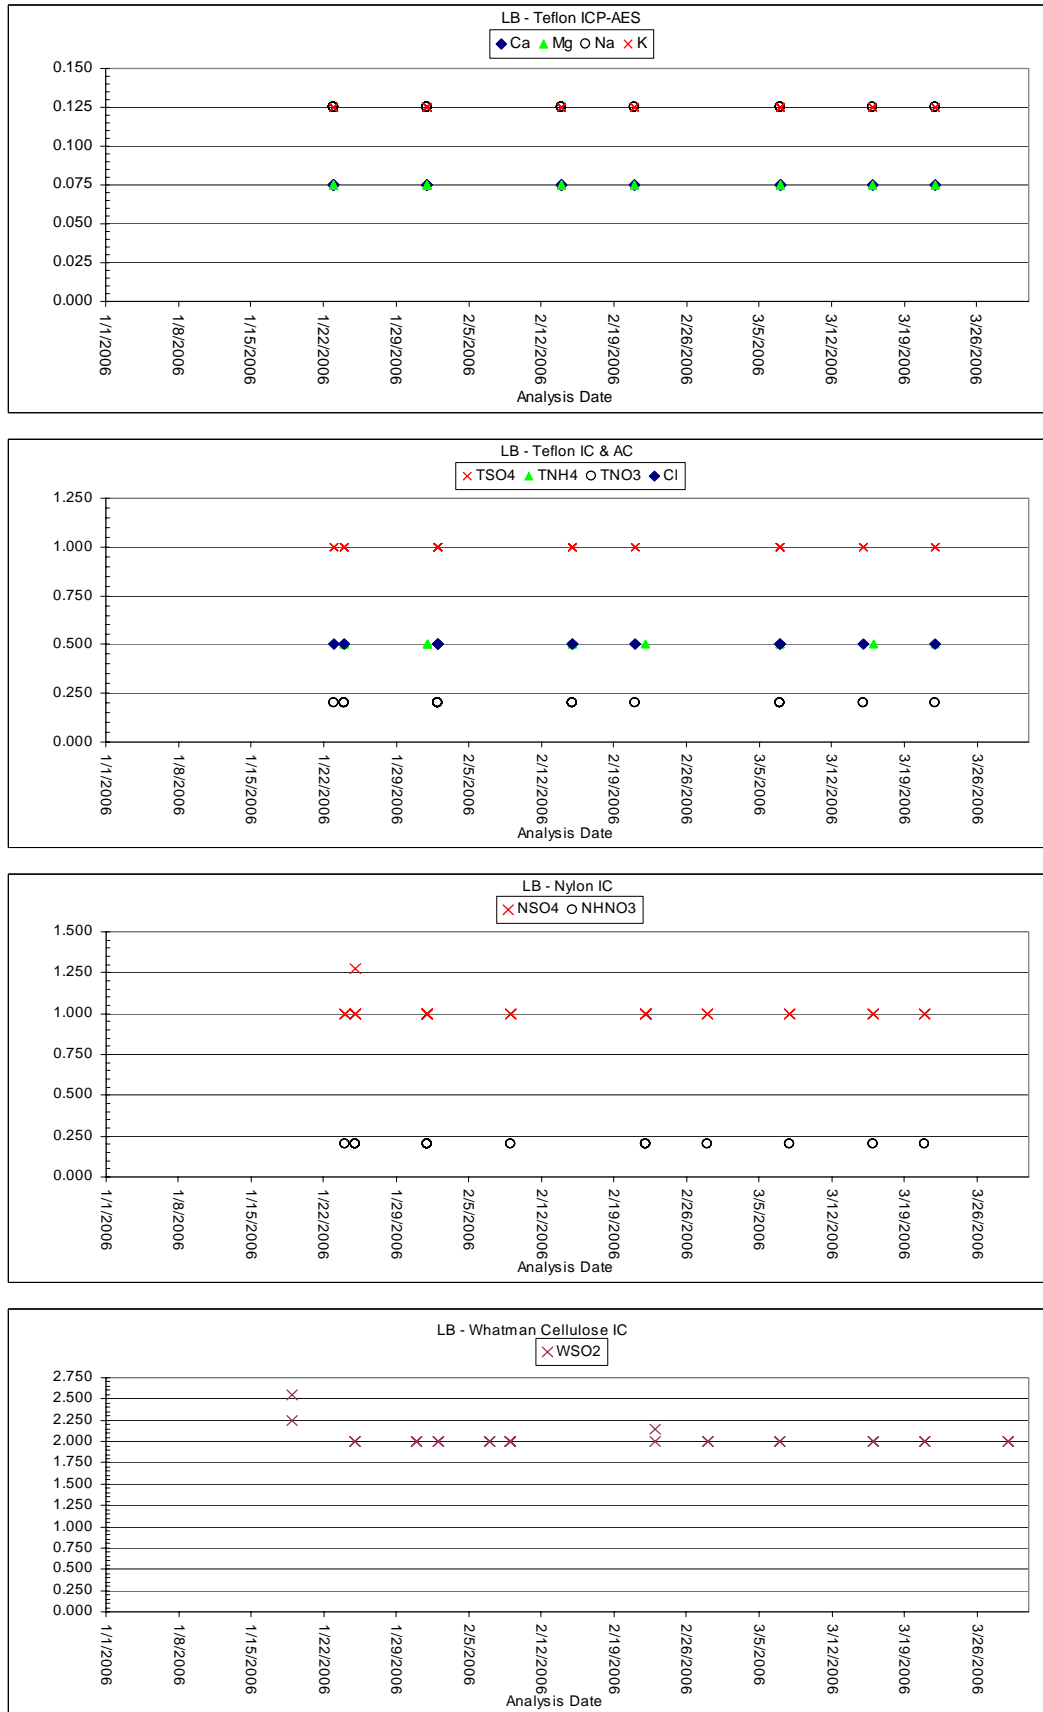 LB - Teflon ICP-AES
Ca Mg Na K
0.150
0.125
0.100
0.075
0.050
0.025
0.000
1/1/2006 1/8/2006 1/15/2006 1/22/2006 1/29/2006 2/5/2006 2/12/2006 2/19/2006 2/26/2006 3/5/2006 3/12/2006 3/19/2006 3/26/2006
Analysis Date
LB - Teflon IC & AC
TSO4 TNH4 TNO3 Cl
1.250
1.000
0.750
0.500
0.250
0.000
1/1/2006 1/8/2006 1/15/2006 1/22/2006 1/29/2006 2/5/2006 2/12/2006 2/19/2006 2/26/2006 3/5/2006 3/12/2006 3/19/2006 3/26/2006
Analysis Date
LB - Nylon IC
NSO4 NHNO3
1.500
1.250
1.000
0.750
0.500
0.250
0.000
1/1/2006 1/8/2006 1/15/2006 1/22/2006 1/29/2006 2/5/2006 2/12/2006 2/19/2006 2/26/2006 3/5/2006 3/12/2006 3/19/2006 3/26/2006
Analysis Date
LB - Whatman Cellulose IC
WSO2
2.750
2.500
2.250
2.000
1.750
1.500
1.250
1.000
0.750
0.500
0.250
0.000
1/1/2006 1/8/2006 1/15/2006 1/22/2006 1/29/2006 2/5/2006 2/12/2006 2/19/2006 2/26/2006 3/5/2006 3/12/2006 3/19/2006 3/26/2006
Analysis Date